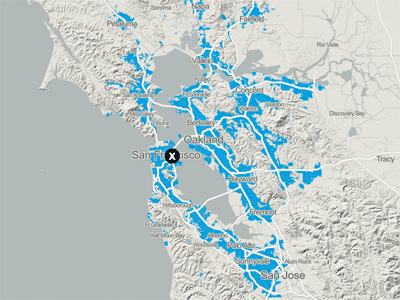 Sonoma
Napa
Petaluma
Fairfield
Rio Vista
Vallejo
Rodeo
Concord
Discovery Bay
Berkeley
Oakland
San Francisco
X
Tracy
Hayward
Hillsborough
Fremont
El Granada
Half Moon Bay
Atherton
Woodside
Palo Alto
Sunnyvale
Alum Rock
San Jose